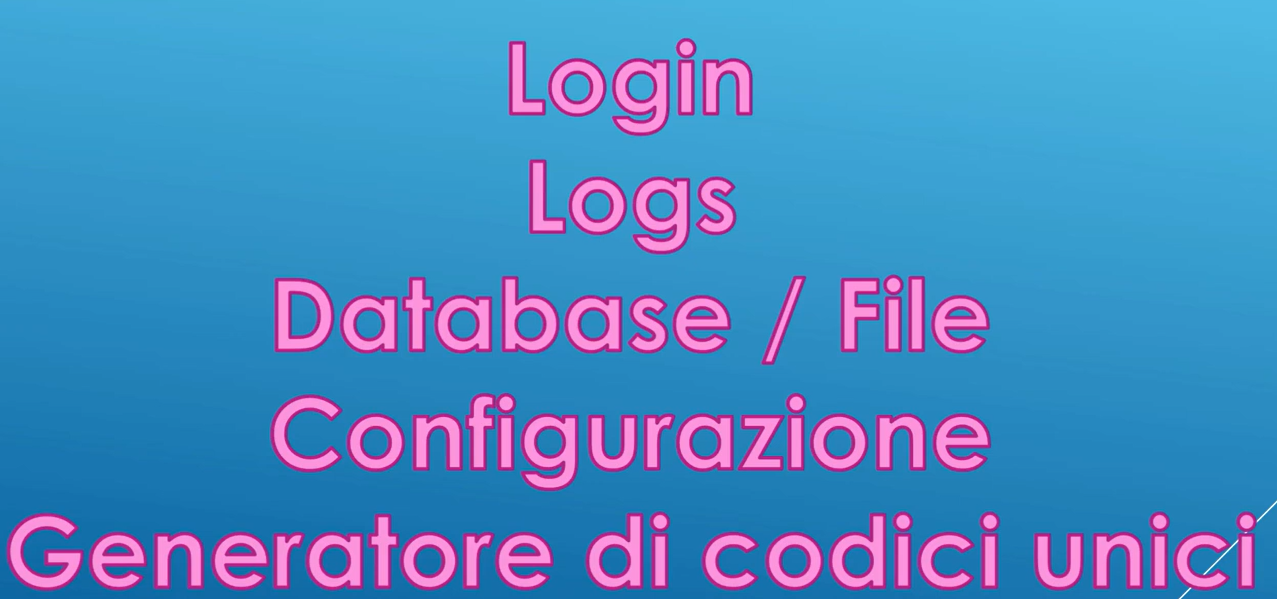 Login
Logs
Database / File
Configurazione
Generatore di codici unici